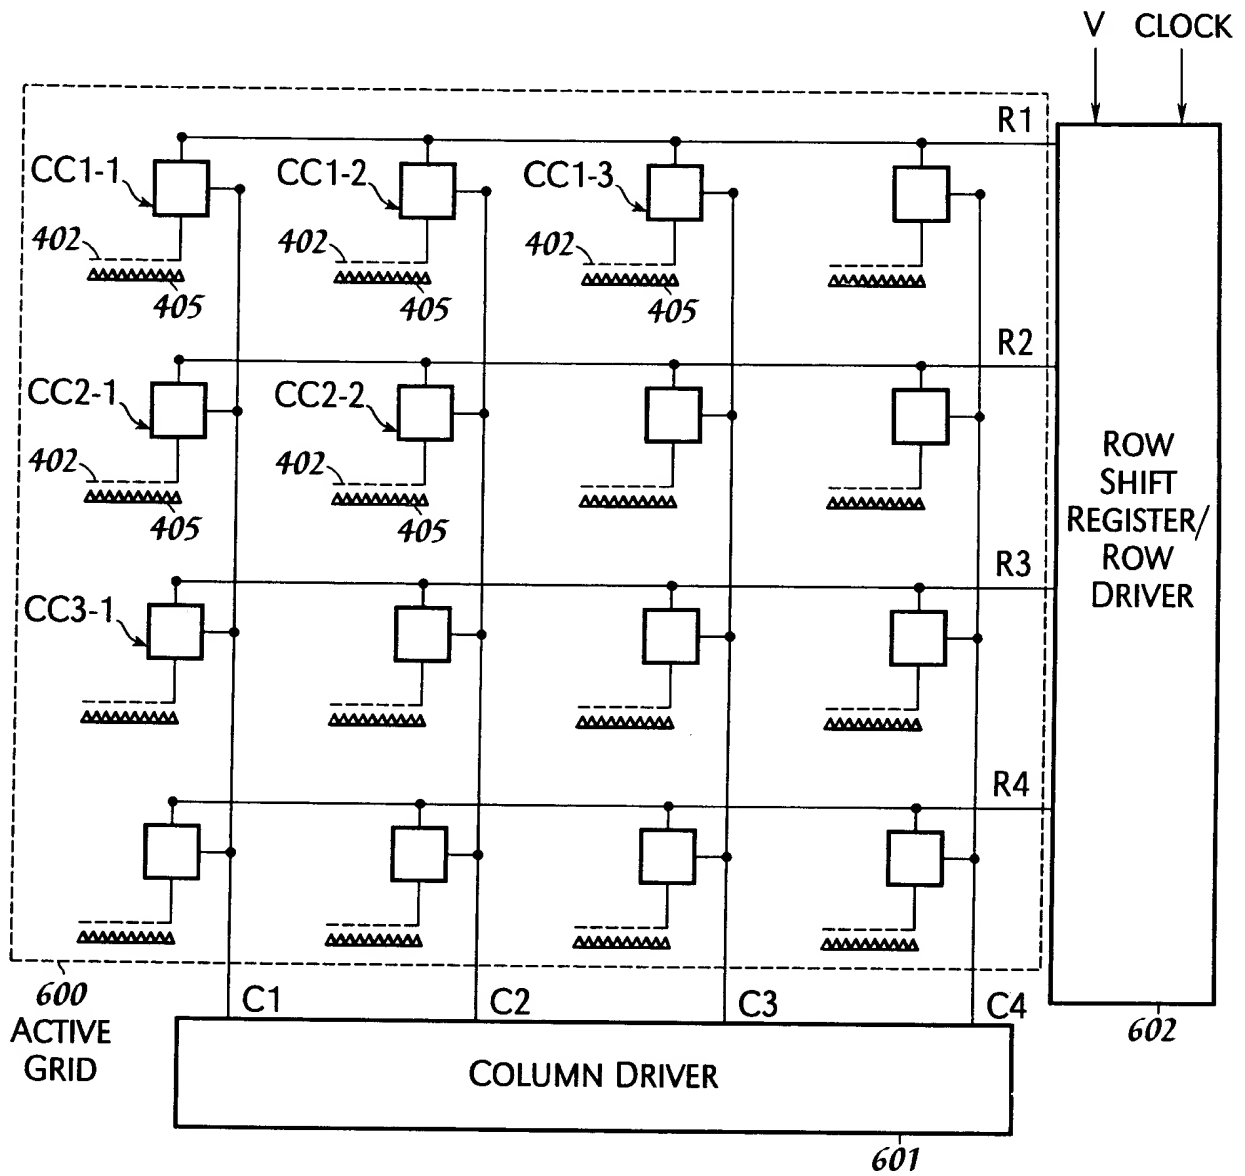 V CLOCK
R1
CC1-1 CC1-2 CC1-3
402 402 402
405 405 405
R2
CC2-1 CC2-2
402 402
405 405
ROW
SHIFT
REGISTER/
ROW
DRIVER
R3
CC3-1
R4
600
ACTIVE
GRID
C1 C2 C3 C4
602
COLUMN DRIVER
601